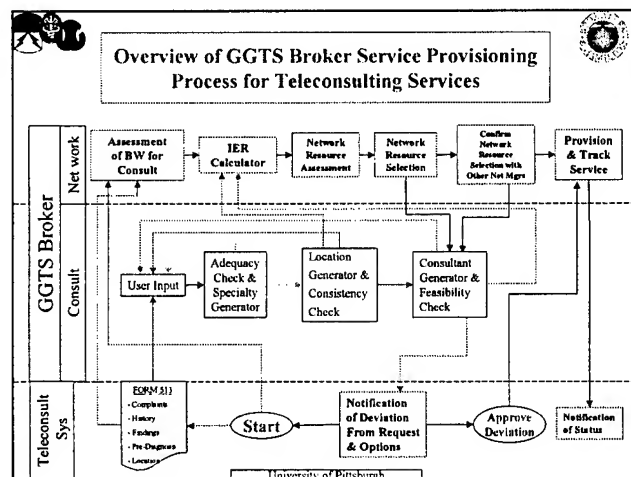 Overview of GGTS Broker Service Provisioning
Process for Teleconsulting Services
GGTS Broker
Network
Assessment
of BW for
Consult
IER
Calculator
Network
Resource
Assessment
Network
Resource
Selection
Confirm
Network
Resource
Selection with
Other Net Mgrs
Provision
& Track
Service
Consult
User Input
Adequacy
Check &
Specialty
Generator
Location
Generator &
Consistency
Check
Consultant
Generator &
Feasibility
Check
Teleconsult
Sys
FORM 513
- Complaints
- History
- Findings
- Pre-Diagnosis
- Location
Start
Notification
of Deviation
From Request
& Options
Approve
Deviation
Notification
of Status
University of Pittsburgh